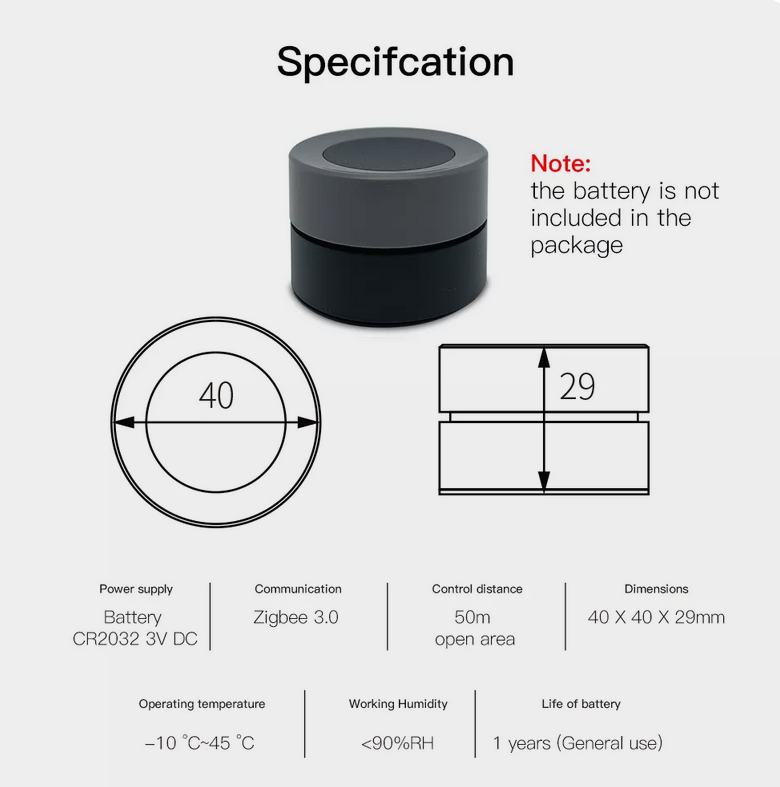 Specifcation
Note:
the battery is not
included in the
package
40
29
Power supply
Battery
CR2032 3V DC
Communication
Zigbee 3.0
Control distance
50m
open area
Dimensions
40 X 40 X 29mm
Operating temperature
-10 °C~45 °C
Working Humidity
<90%RH
Life of battery
1 years (General use)